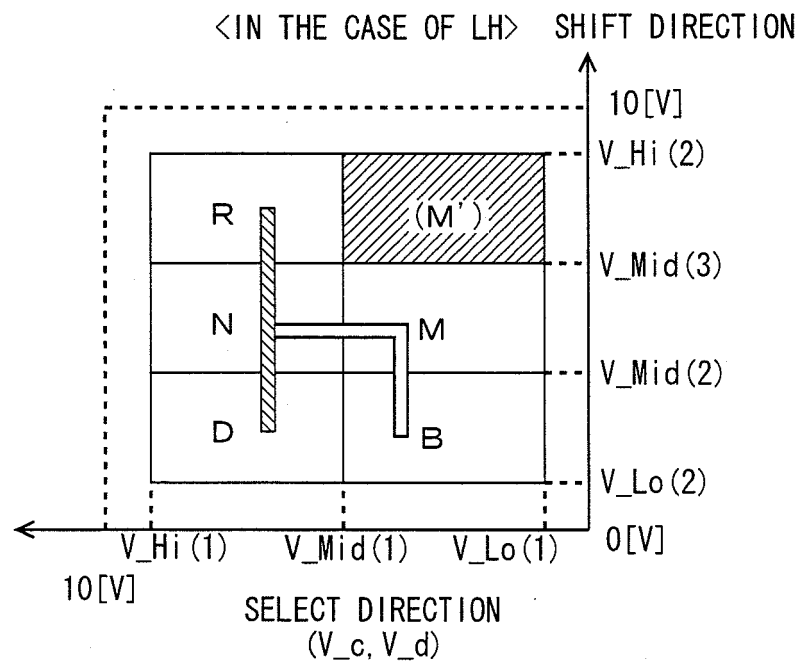 <IN THE CASE OF LH> SHIFT DIRECTION
10[V]
V_Hi(2)
R (M')
V_Mid(3)
N M
V_Mid(2)
D B
V_Lo(2)
V_Hi(1) V_Mid(1) V_Lo(1) 0[V]
10[V]
SELECT DIRECTION
(V_c, V_d)